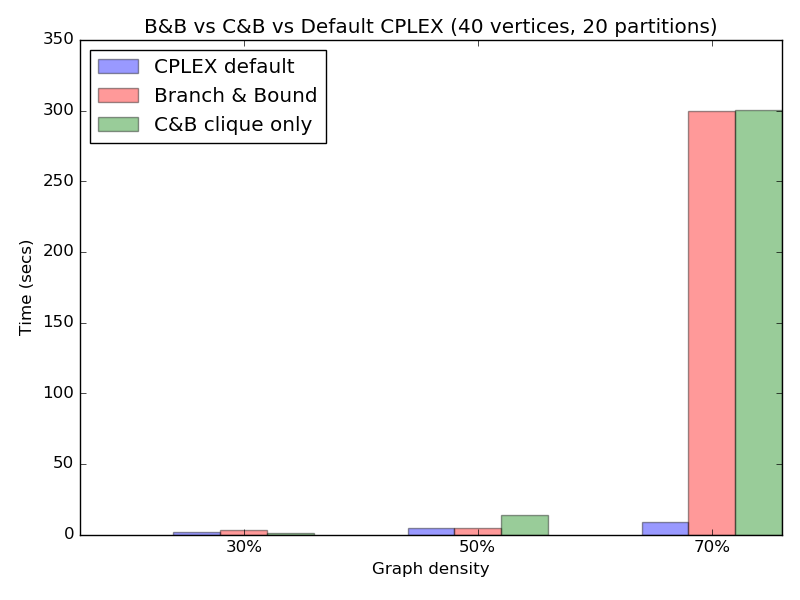 B&B vs C&B vs Default CPLEX (40 vertices, 20 partitions)
350
300
250
200
150
100
50
0
Time (secs)
CPLEX default
Branch & Bound
C&B clique only
30%
50%
70%
Graph density